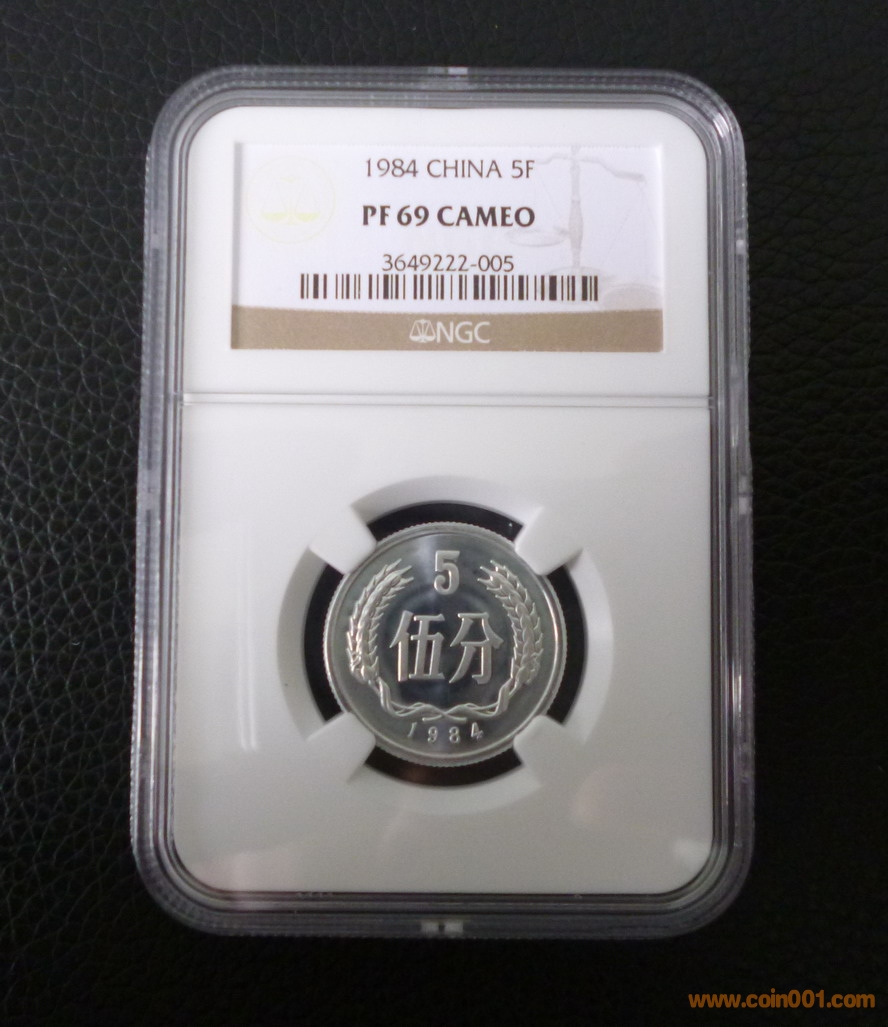 1984 CHINA 5F
PF 69 CAMEO
3649222-005
NGC
5
伍分
1984
www.coin001.com